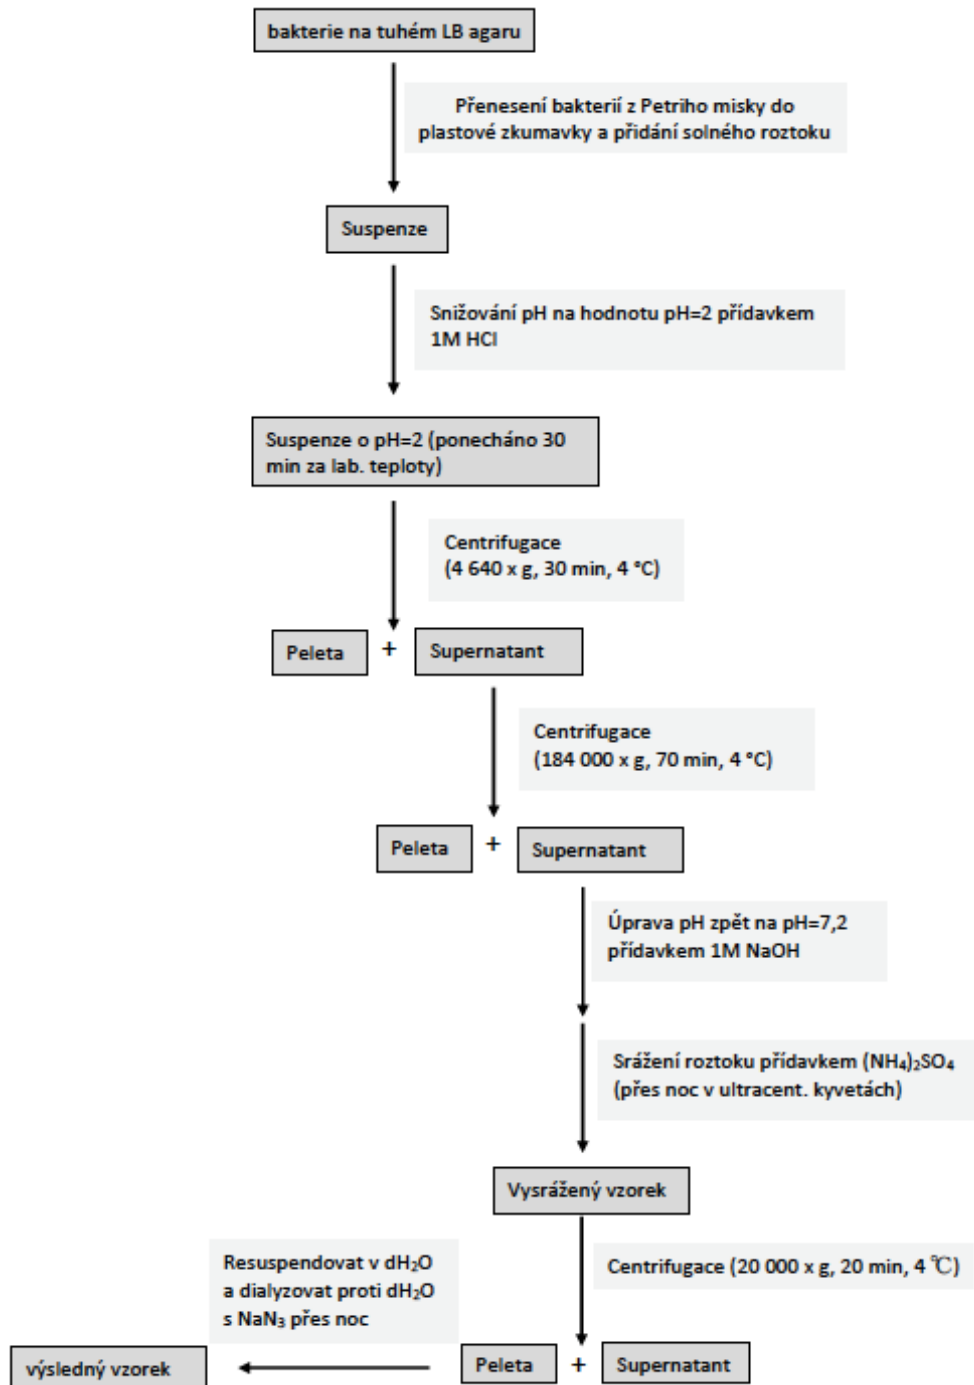 bakterie na tuhém LB agaru
Přenesení bakterií z Petriho misky do
plastové zkumavky a přidání solného roztoku
Suspenze
Snižování pH na hodnotu pH=2 přídavkem
1M HCl
Suspenze o pH=2 (ponecháno 30
min za lab. teploty)
Centrifugace
(4 640 x g, 30 min, 4 °C)
Peleta + Supernatant
Centrifugace
(184 000 x g, 70 min, 4 °C)
Peleta + Supernatant
Úprava pH zpět na pH=7,2
přídavkem 1M NaOH
Srážení roztoku přídavkem (NH₄)₂SO₄
(přes noc v ultracent. kyvetách)
Vysrážený vzorek
Centrifugace (20 000 x g, 20 min, 4 ℃)
Resuspendovat v dH₂O
a dialyzovat proti dH₂O
s NaN₃ přes noc
výsledný vzorek
Peleta + Supernatant